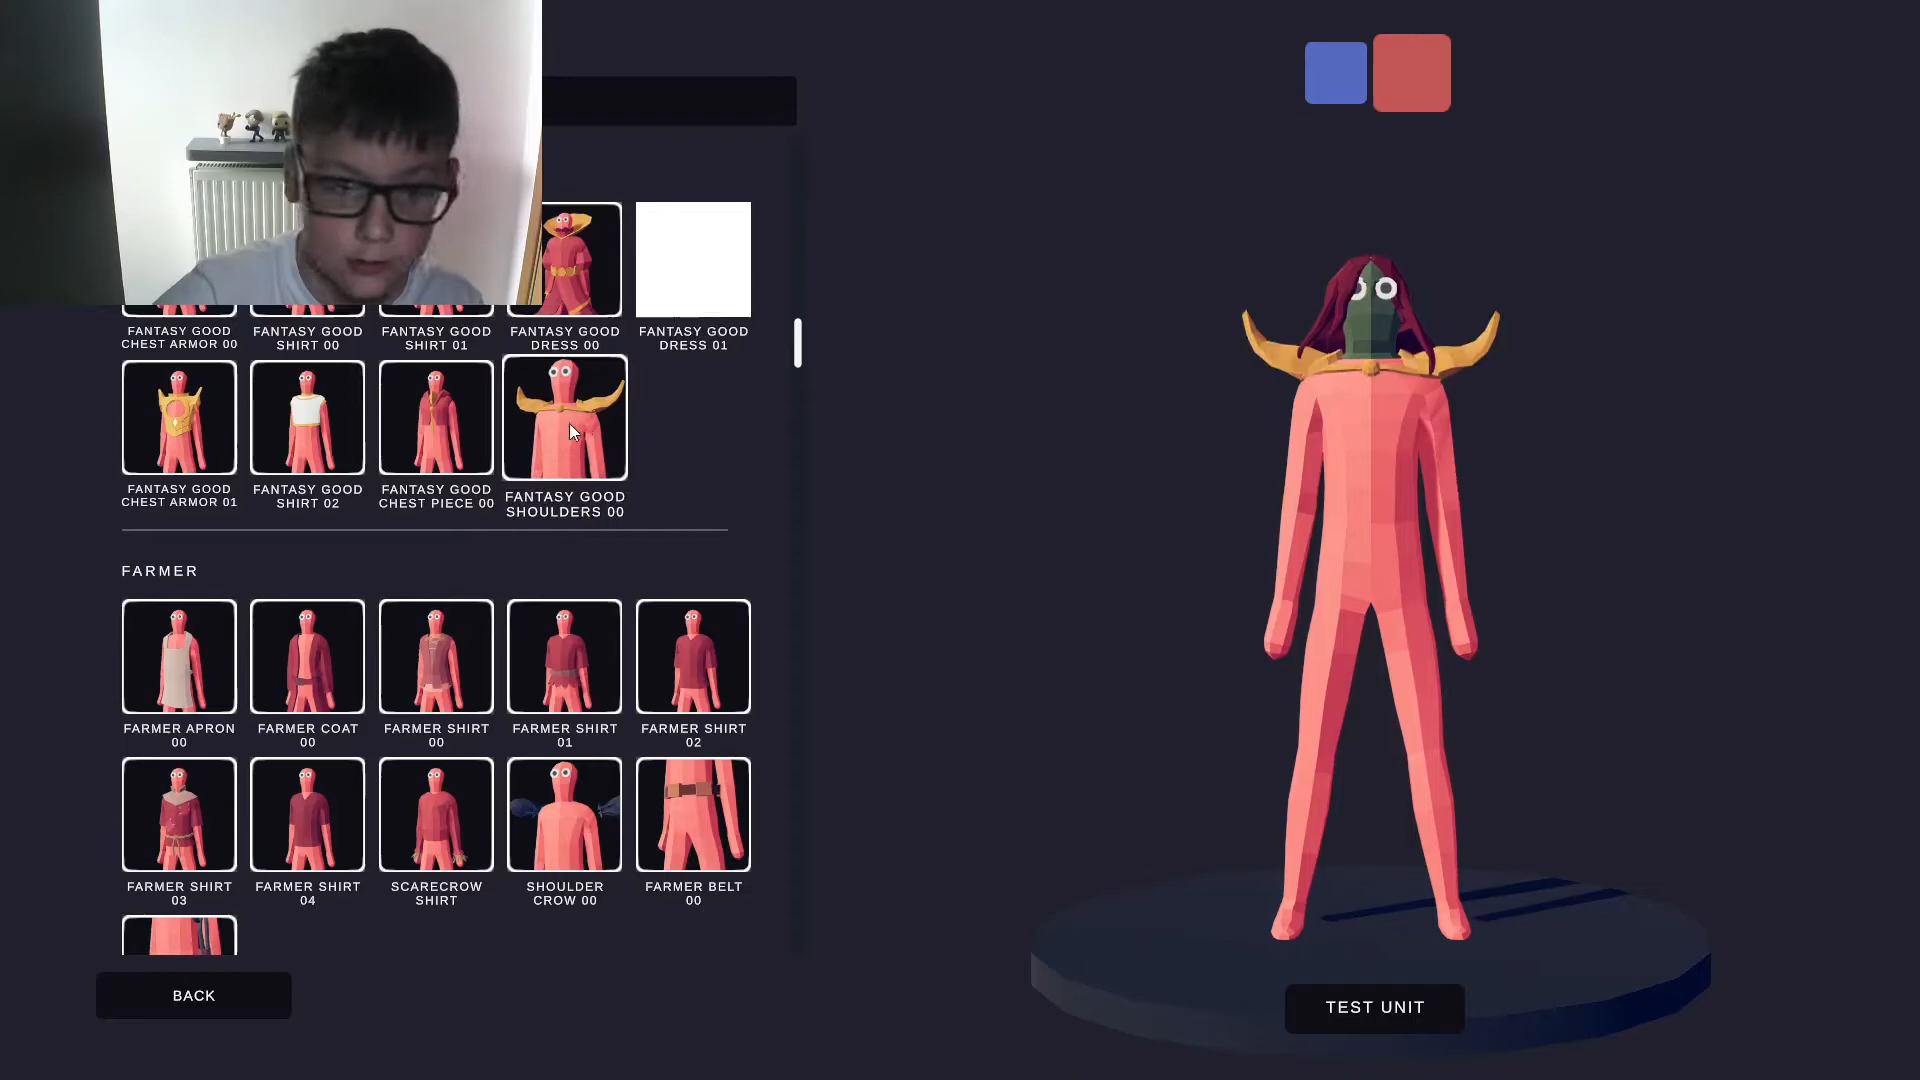 FANTASY GOOD
CHEST ARMOR 00
FANTASY GOOD
SHIRT 00
FANTASY GOOD
SHIRT 01
FANTASY GOOD
DRESS 00
FANTASY GOOD
DRESS 01
FANTASY GOOD
CHEST ARMOR 01
FANTASY GOOD
SHIRT 02
FANTASY GOOD
CHEST PIECE 00
FANTASY GOOD
SHOULDERS 00
FARMER
FARMER APRON
00
FARMER COAT
00
FARMER SHIRT
00
FARMER SHIRT
01
FARMER SHIRT
02
FARMER SHIRT
03
FARMER SHIRT
04
SCARECROW
SHIRT
SHOULDER
CROW 00
FARMER BELT
00
BACK
TEST UNIT